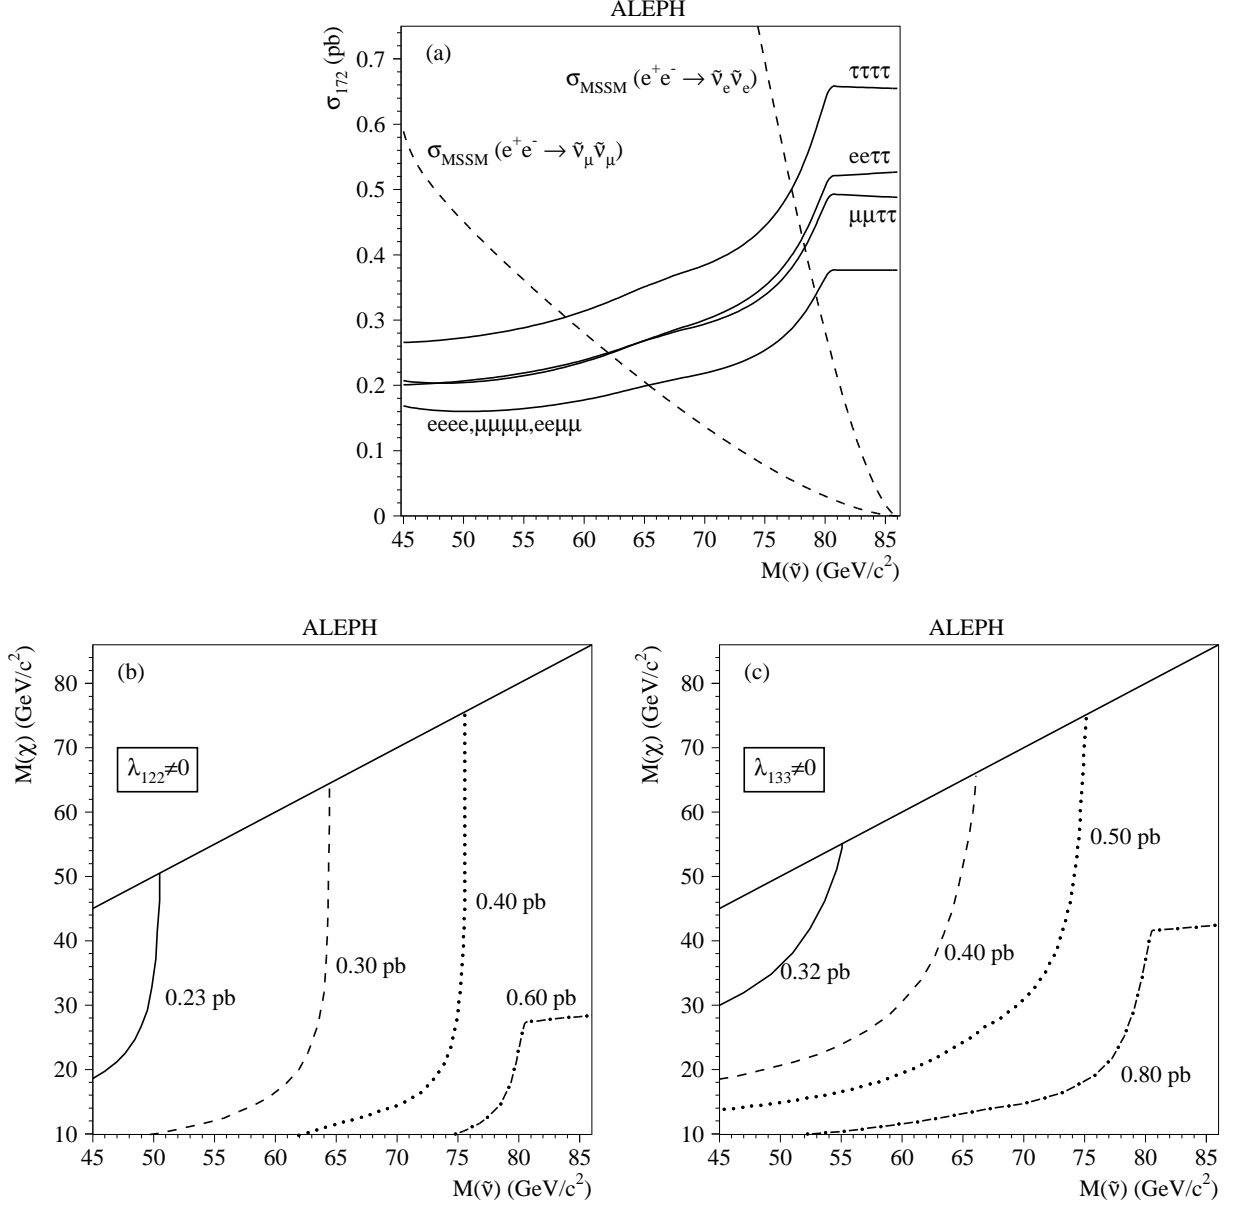 ALEPH
σ172 (pb)
(a)
σMSSM (e+e- → ν̃eν̃e)
σMSSM (e+e- → ν̃μν̃μ)
ττττ
eeττ
μμττ
eeee,μμμμ,eeμμ
0.7
0.6
0.5
0.4
0.3
0.2
0.1
0
45 50 55 60 65 70 75 80 85
M(ν̃) (GeV/c2)
ALEPH
M(χ) (GeV/c2)
(b)
λ122≠0
0.23 pb
0.30 pb
0.40 pb
0.60 pb
80
70
60
50
40
30
20
10
45 50 55 60 65 70 75 80 85
M(ν̃) (GeV/c2)
ALEPH
M(χ) (GeV/c2)
(c)
λ133≠0
0.32 pb
0.40 pb
0.50 pb
0.80 pb
80
70
60
50
40
30
20
10
45 50 55 60 65 70 75 80 85
M(ν̃) (GeV/c2)